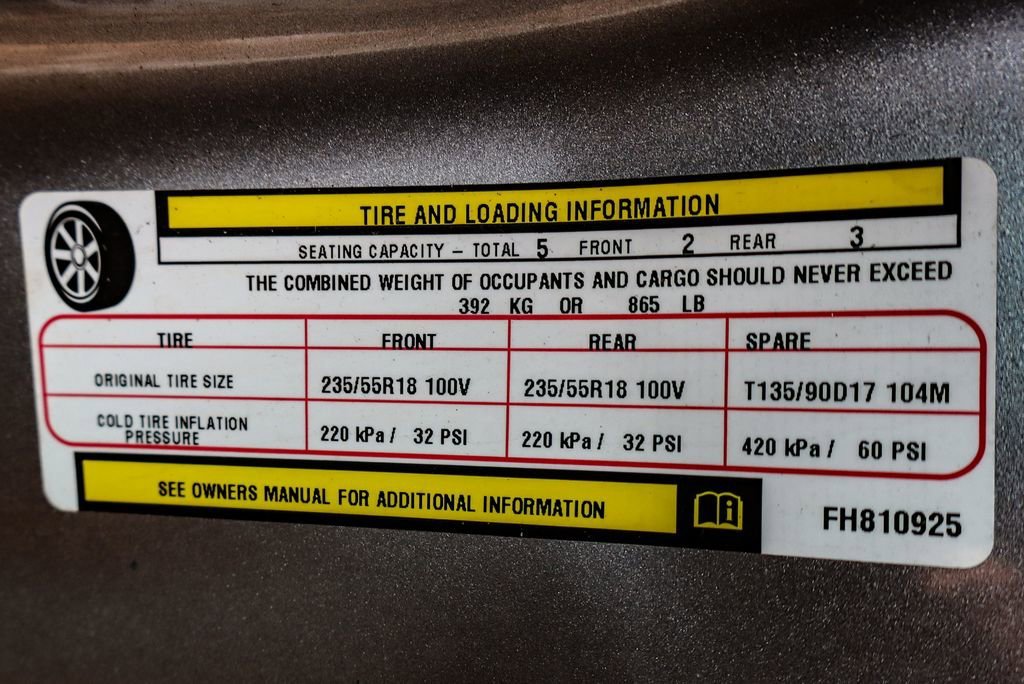 TIRE AND LOADING INFORMATION
SEATING CAPACITY – TOTAL 5 FRONT 2 REAR 3
THE COMBINED WEIGHT OF OCCUPANTS AND CARGO SHOULD NEVER EXCEED
392 KG OR 865 LB
TIRE FRONT REAR SPARE
ORIGINAL TIRE SIZE 235/55R18 100V 235/55R18 100V T135/90D17 104M
COLD TIRE INFLATION
PRESSURE 220 kPa / 32 PSI 220 kPa / 32 PSI 420 kPa / 60 PSI
SEE OWNERS MANUAL FOR ADDITIONAL INFORMATION
FH810925